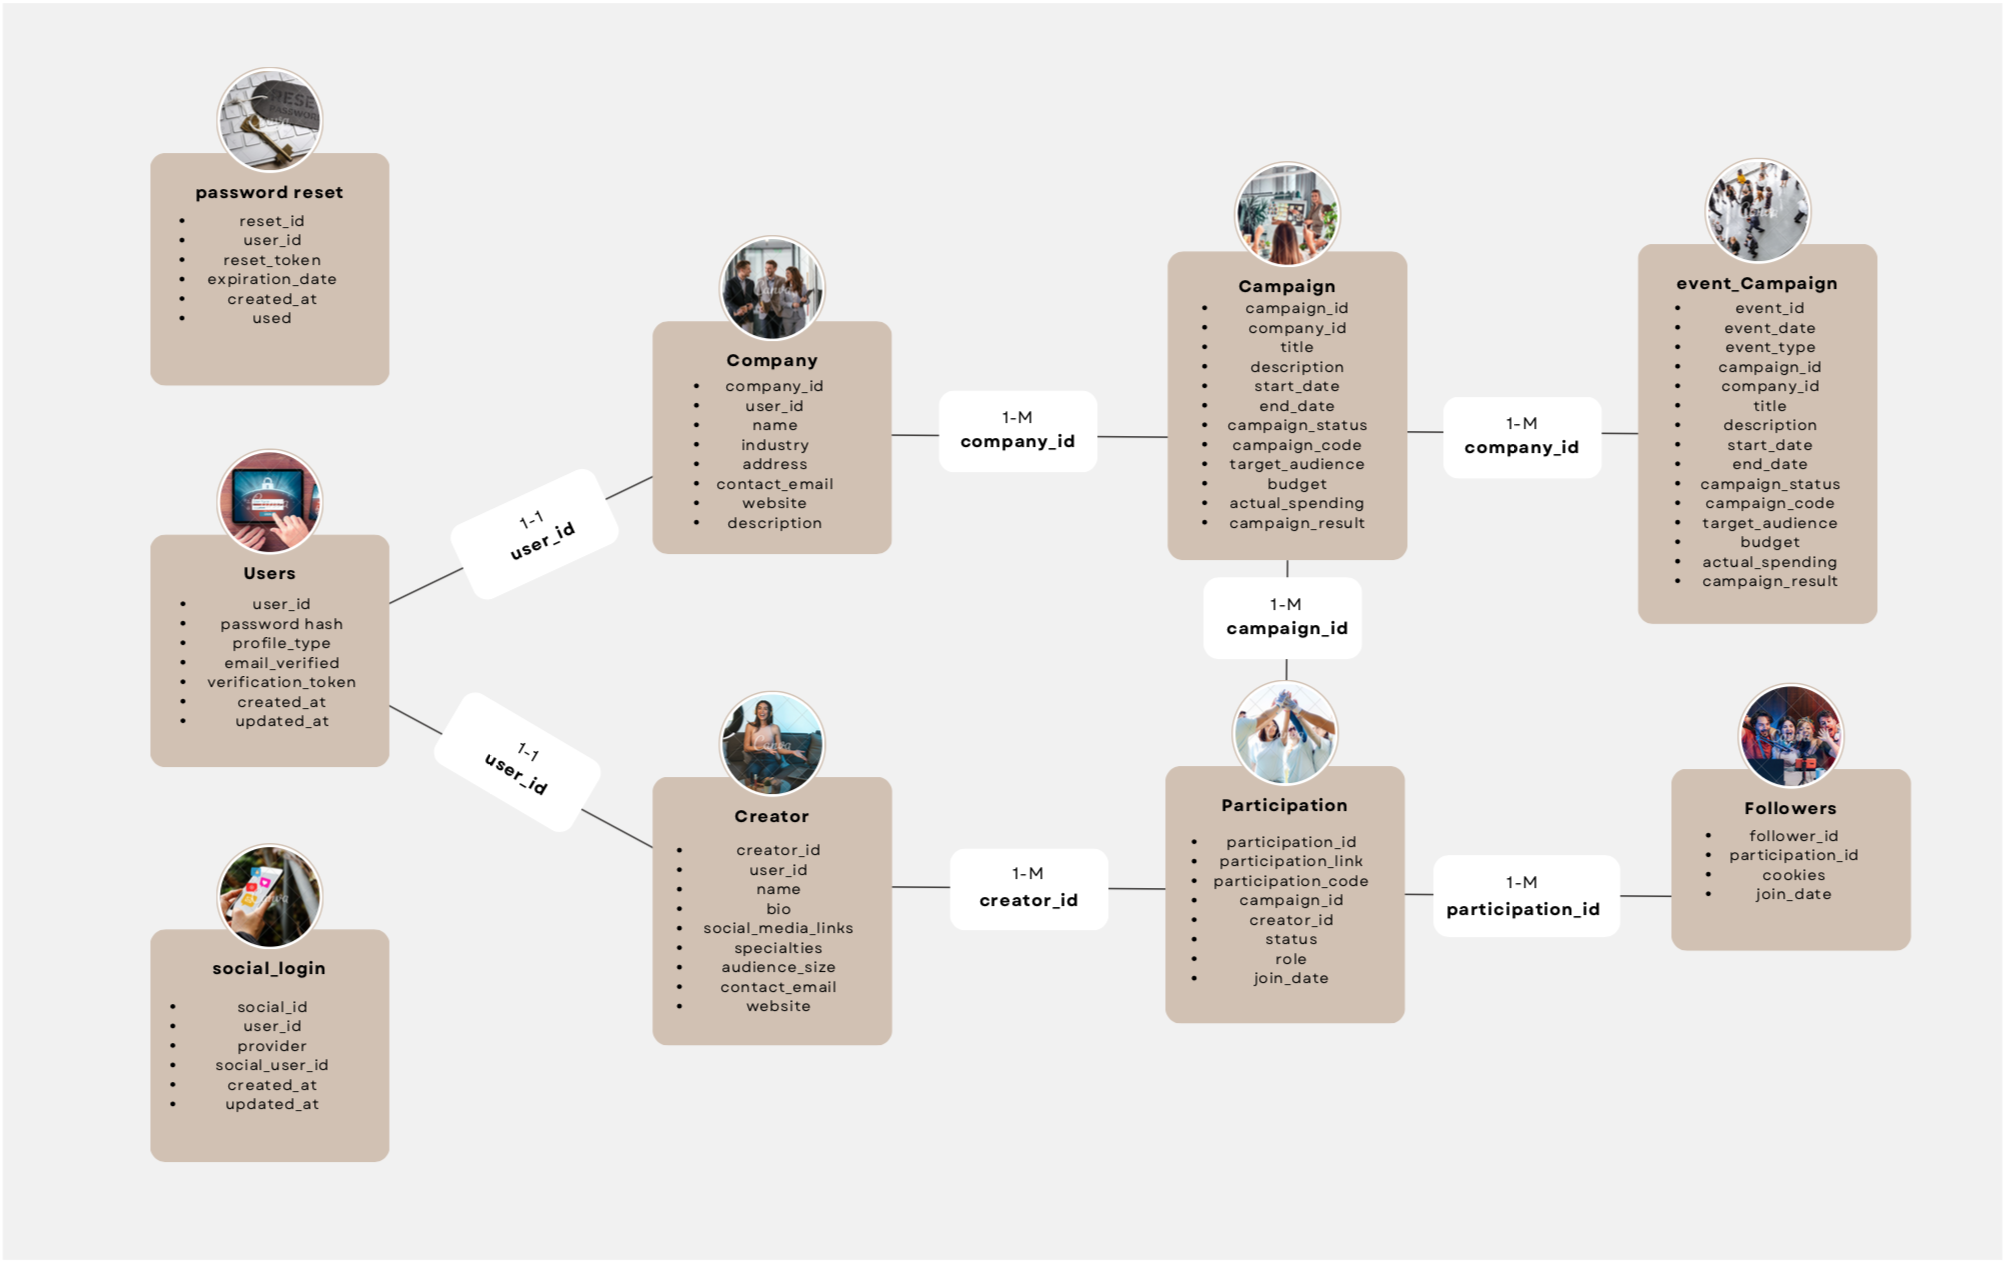 RESE
PASSWOR
password reset
reset_id
user_id
reset_token
expiration_date
created_at
used
Users
user_id
password hash
profile_type
email_verified
verification_token
created_at
updated_at
social_login
social_id
user_id
provider
social_user_id
created_at
updated_at
1-1
user_id
1-1
user_id
Company
company_id
user_id
name
industry
address
contact_email
website
description
Creator
creator_id
user_id
name
bio
social_media_links
specialties
audience_size
contact_email
website
1-M
company_id
1-M
creator_id
Campaign
campaign_id
company_id
title
description
start_date
end_date
campaign_status
campaign_code
target_audience
budget
actual_spending
campaign_result
1-M
campaign_id
Participation
participation_id
participation_link
participation_code
campaign_id
creator_id
status
role
join_date
1-M
company_id
1-M
participation_id
event_Campaign
event_id
event_date
event_type
campaign_id
company_id
title
description
start_date
end_date
campaign_status
campaign_code
target_audience
budget
actual_spending
campaign_result
Followers
follower_id
participation_id
cookies
join_date